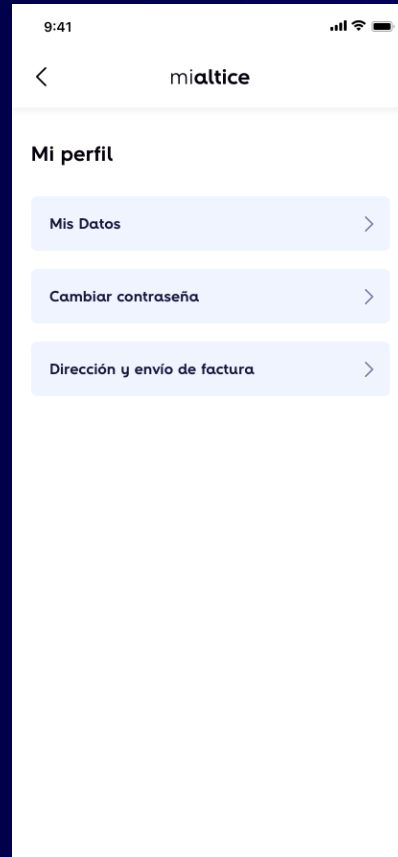 9:41
mialtice
Mi perfil
Mis Datos
Cambiar contraseña
Dirección y envío de factura